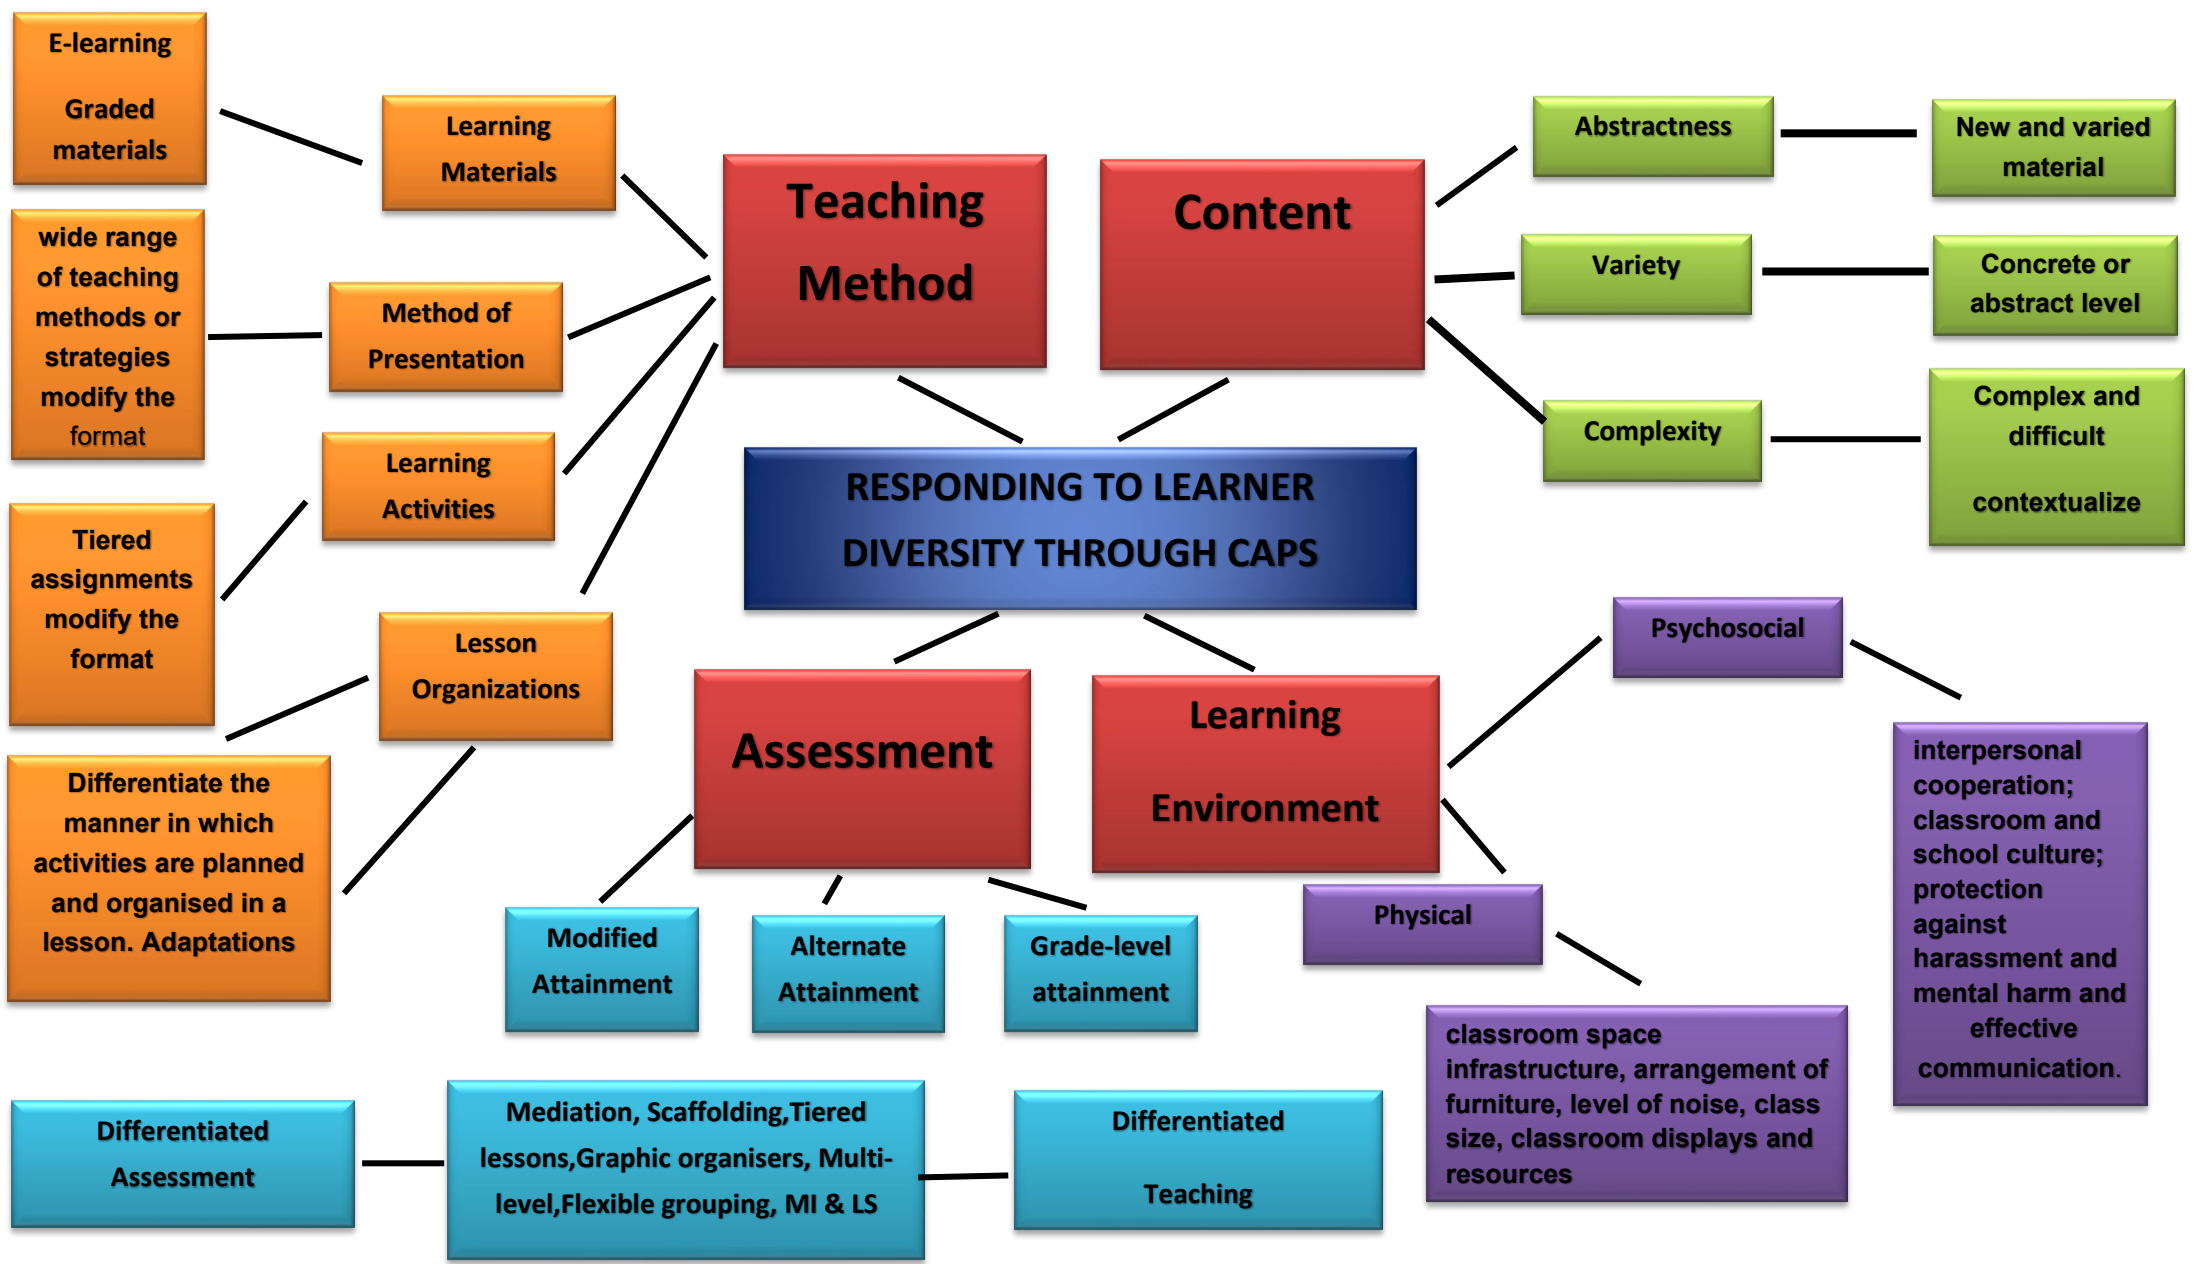 E-learning
Graded
materials
Learning
Materials
wide range
of teaching
methods or
strategies
modify the
format
Method of
Presentation
Tiered
assignments
modify the
format
Learning
Activities
Differentiate the
manner in which
activities are planned
and organised in a
lesson. Adaptations
Lesson
Organizations
Teaching
Method
Content
Abstractness
New and varied
material
Variety
Concrete or
abstract level
Complexity
Complex and
difficult
contextualize
RESPONDING TO LEARNER
DIVERSITY THROUGH CAPS
Assessment
Learning
Environment
Psychosocial
interpersonal
cooperation;
classroom and
school culture;
protection
against
harassment and
mental harm and
effective
communication.
Physical
classroom space
infrastructure, arrangement of
furniture, level of noise, class
size, classroom displays and
resources
Modified
Attainment
Alternate
Attainment
Grade-level
attainment
Differentiated
Assessment
Mediation, Scaffolding,Tiered
lessons,Graphic organisers, Multi-
level,Flexible grouping, MI & LS
Differentiated
Teaching